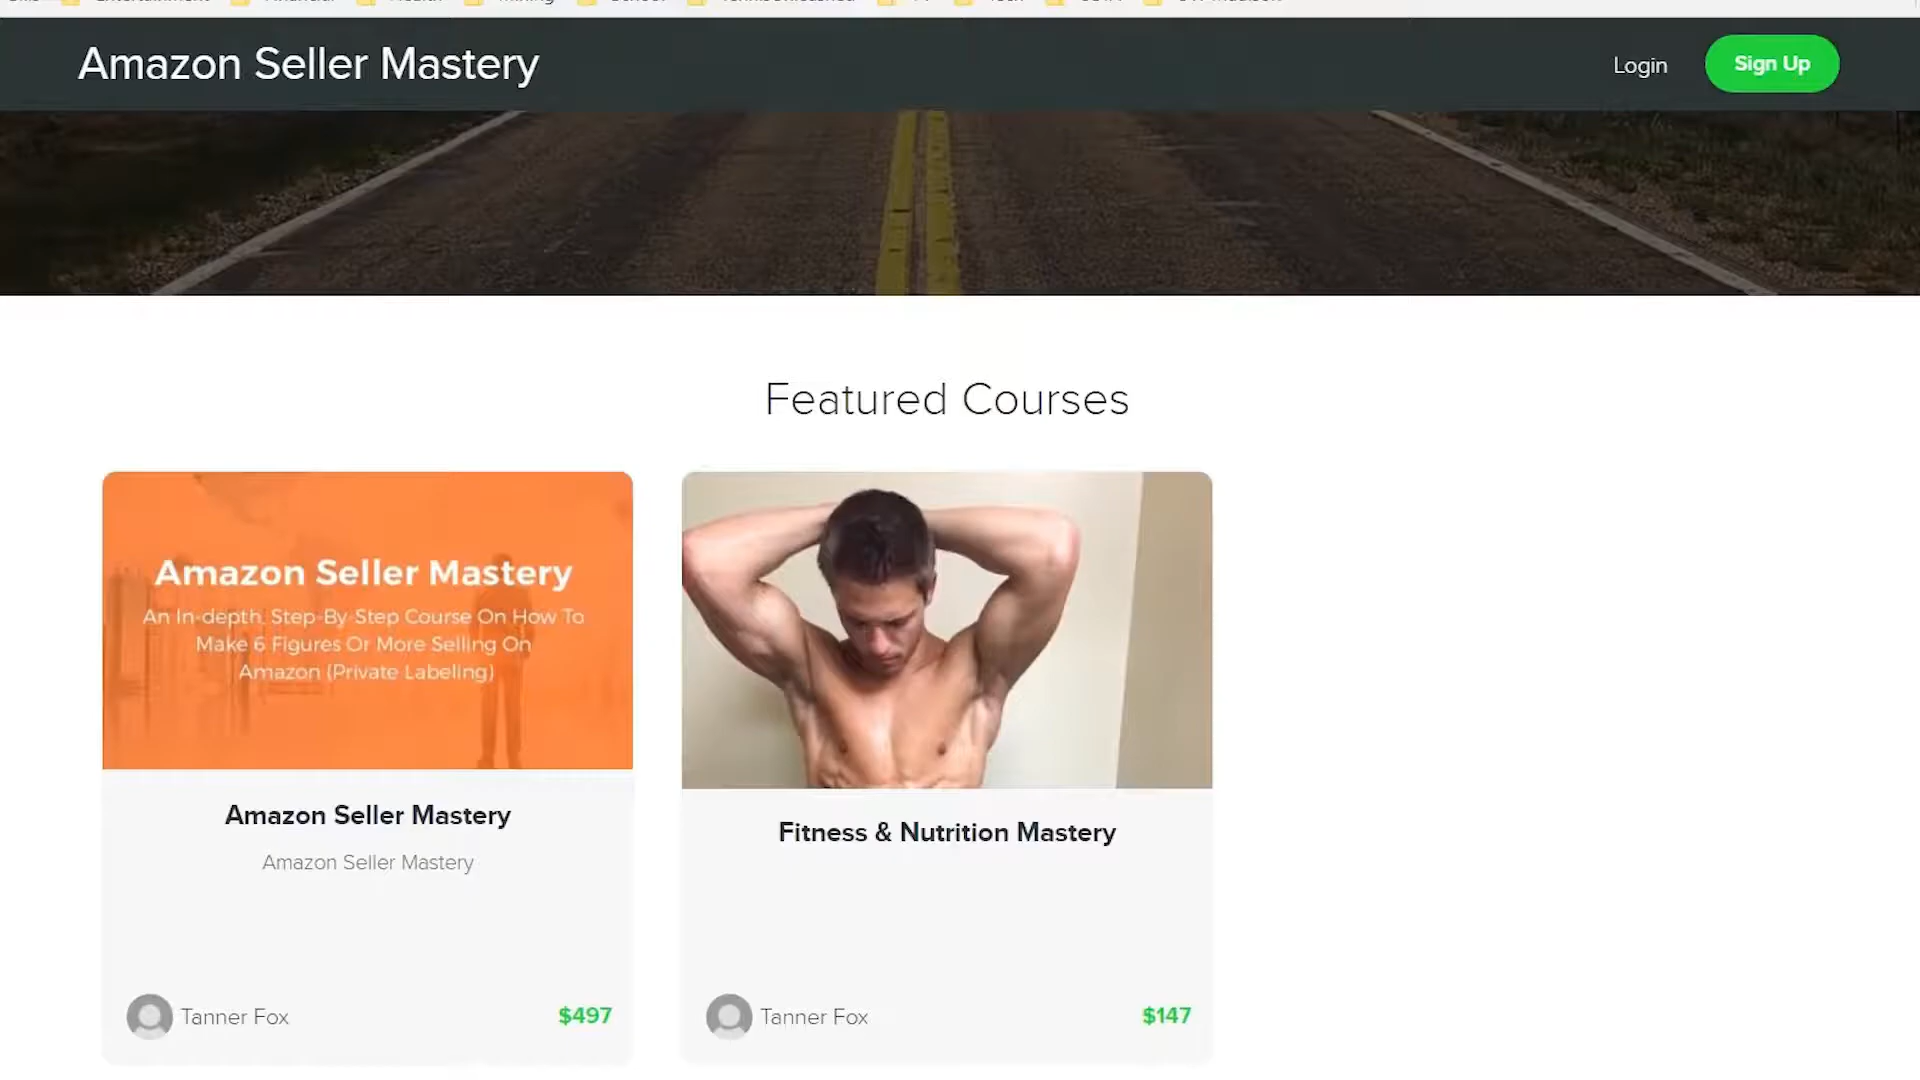 Amazon Seller Mastery
Login
Sign Up
Featured Courses
Amazon Seller Mastery
An In-depth, Step-By-Step Course On How To
Make 6 Figures Or More Selling On
Amazon (Private Labeling)
Amazon Seller Mastery
Amazon Seller Mastery
Tanner Fox
$497
Fitness & Nutrition Mastery
Tanner Fox
$147